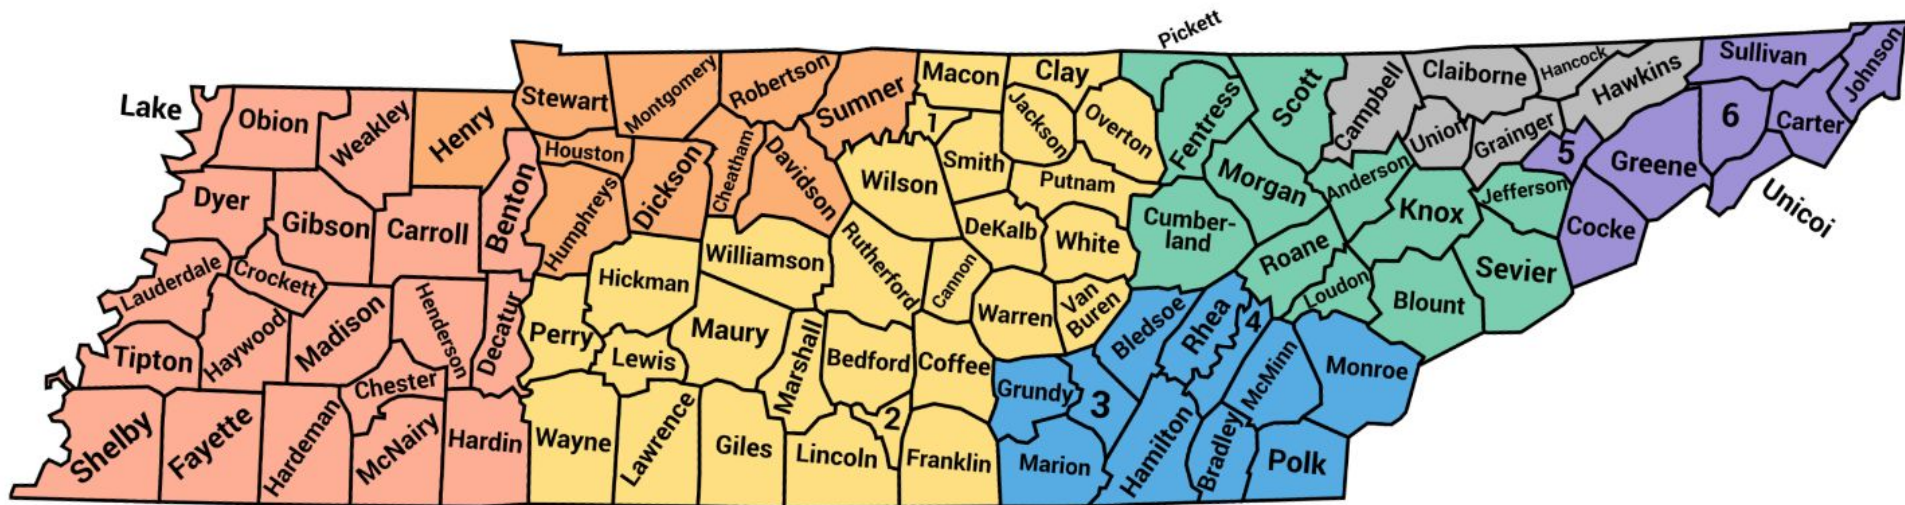 Pickett
Lake
Obion
Weakley
Henry
Stewart
Montgomery
Robertson
Sumner
Macon
Clay
Jackson
Overton
Fentress
Scott
Campbell
Claiborne
Hancock
Hawkins
Sullivan
Johnson
Carter
6
Greene
5
Grainger
Union
Unicoi
Cocke
Jefferson
Anderson
Knox
Sevier
Blount
Loudon
Roane
Morgan
Cumber-
land
Putnam
1
Smith
Wilson
Davidson
Cheatham
Dickson
Houston
Humphreys
Benton
Carroll
Gibson
Dyer
Lauderdale
Crockett
Haywood
Madison
Henderson
Decatur
Perry
Hickman
Williamson
Rutherford
Cannon
DeKalb
White
Warren
Van
Buren
Bledsoe
Rhea
4
McMinn
Monroe
Tipton
Chester
Lewis
Maury
Marshall
Bedford
Coffee
Grundy
3
Shelby
Fayette
Hardeman
McNairy
Hardin
Wayne
Lawrence
Giles
Lincoln
2
Franklin
Marion
Hamilton
Bradley
Polk